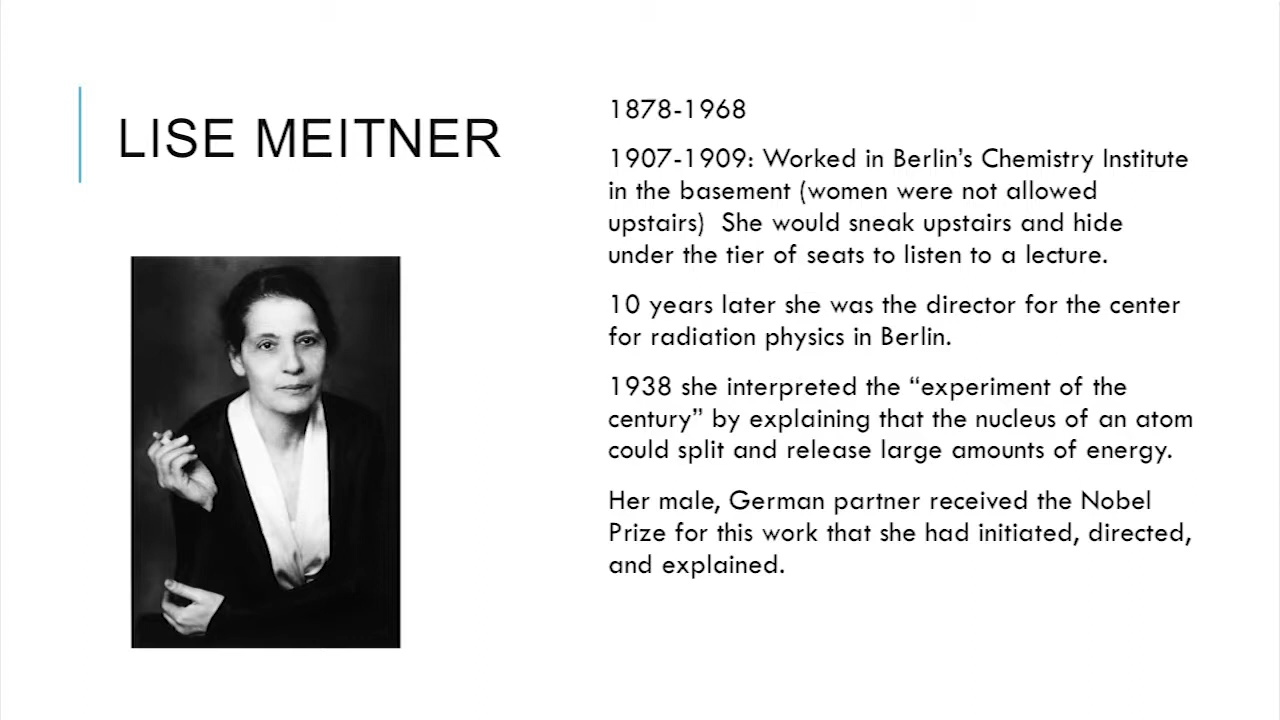 LISE MEITNER
1878-1968
1907-1909: Worked in Berlin's Chemistry Institute
in the basement (women were not allowed
upstairs)  She would sneak upstairs and hide
under the tier of seats to listen to a lecture.
10 years later she was the director for the center
for radiation physics in Berlin.
1938 she interpreted the “experiment of the
century” by explaining that the nucleus of an atom
could split and release large amounts of energy.
Her male, German partner received the Nobel
Prize for this work that she had initiated, directed,
and explained.